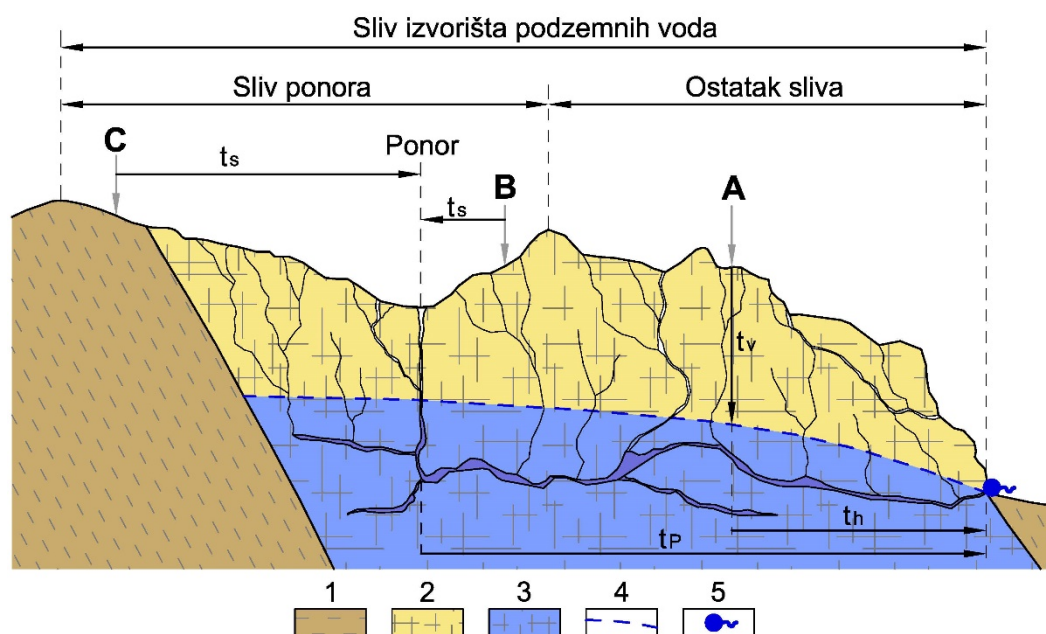 Sliv izvorišta podzemnih voda
Sliv ponora
Ostatak sliva
C
ts
Ponor
ts
B
A
tv
th
tP
1
2
3
4
5